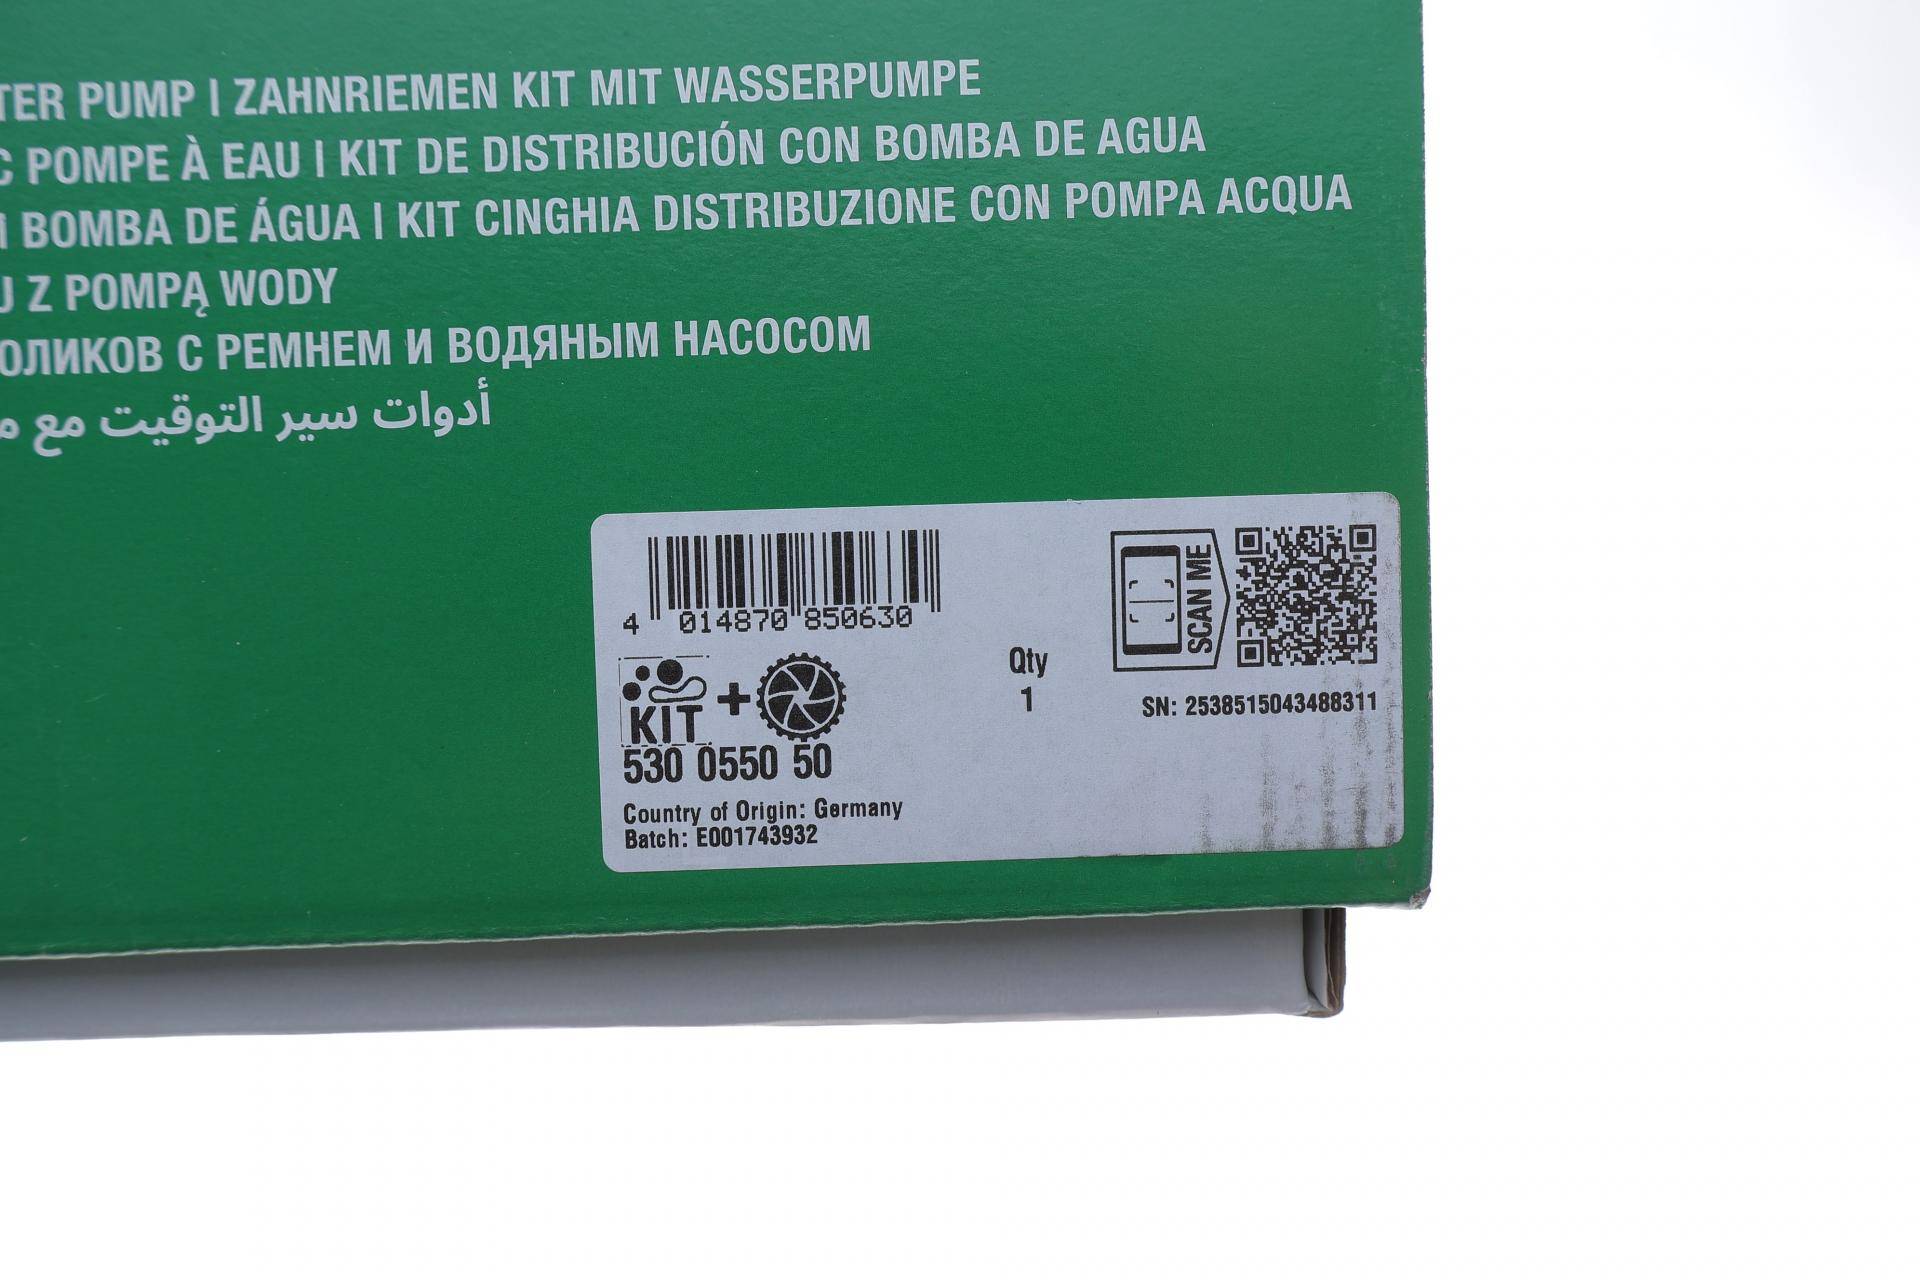 TER PUMP | ZAHNRIEMEN KIT MIT WASSERPUMPE
C POMPE À EAU | KIT DE DISTRIBUCIÓN CON BOMBA DE AGUA
BOMBA DE ÁGUA | KIT CINGHIA DISTRIBUZIONE CON POMPA ACQUA
U Z POMPĄ WODY
ОЛИКОВ С РЕМНЕМ И ВОДЯНЫМ НАСОСОМ
أدوات سير التوقيت مع م
4 014870 850630
SCAN ME
KIT +
Qty
1
SN: 2538515043488311
530 0550 50
Country of Origin: Germany
Batch: E001743932